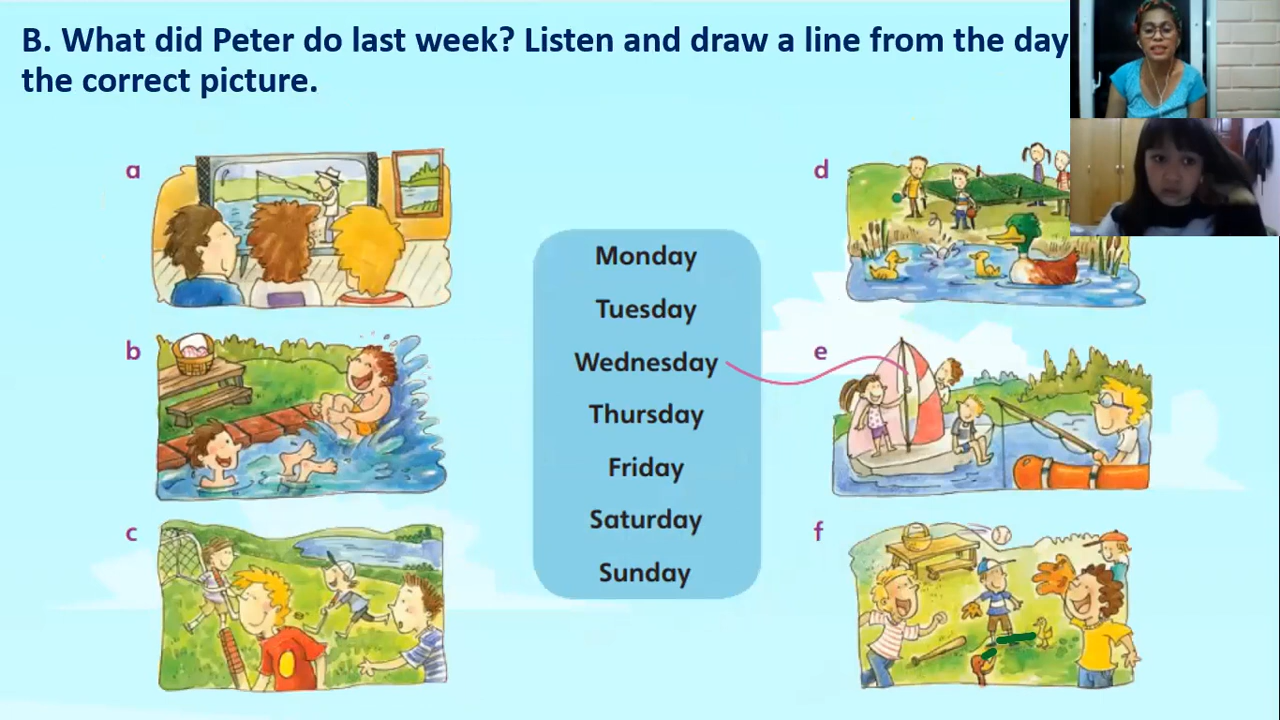 B. What did Peter do last week? Listen and draw a line from the day
the correct picture.
a
b
c
Monday
Tuesday
Wednesday
Thursday
Friday
Saturday
Sunday
d
e
f